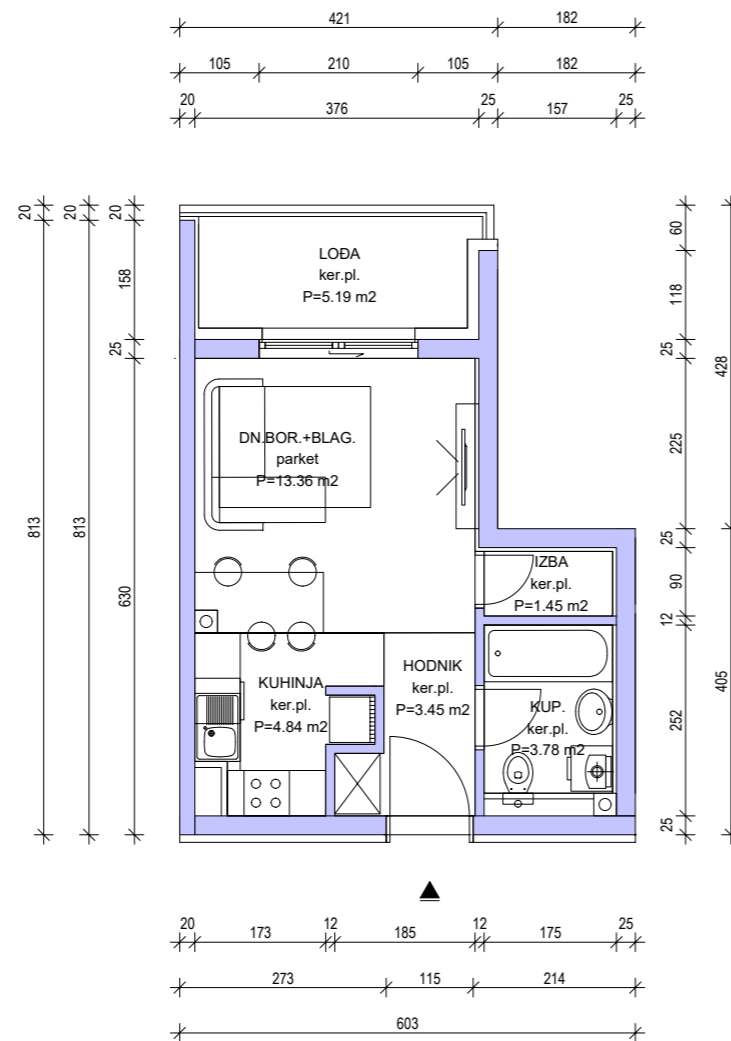 421 182
105 210 105 182
20 376 25 157 25
20 20 20
158
25
813 813 630
60
118
25
428
225
25
90
12
405
252
25
LOĐA
ker.pl.
P=5.19 m2
DN.BOR.+BLAG.
parket
P=13.36 m2
IZBA
ker.pl.
P=1.45 m2
HODNIK
ker.pl.
P=3.45 m2
KUHINJA
ker.pl.
P=4.84 m2
KUP.
ker.pl.
P=3.78 m2
20 173 12 185 12 175 25
273 115 214
603